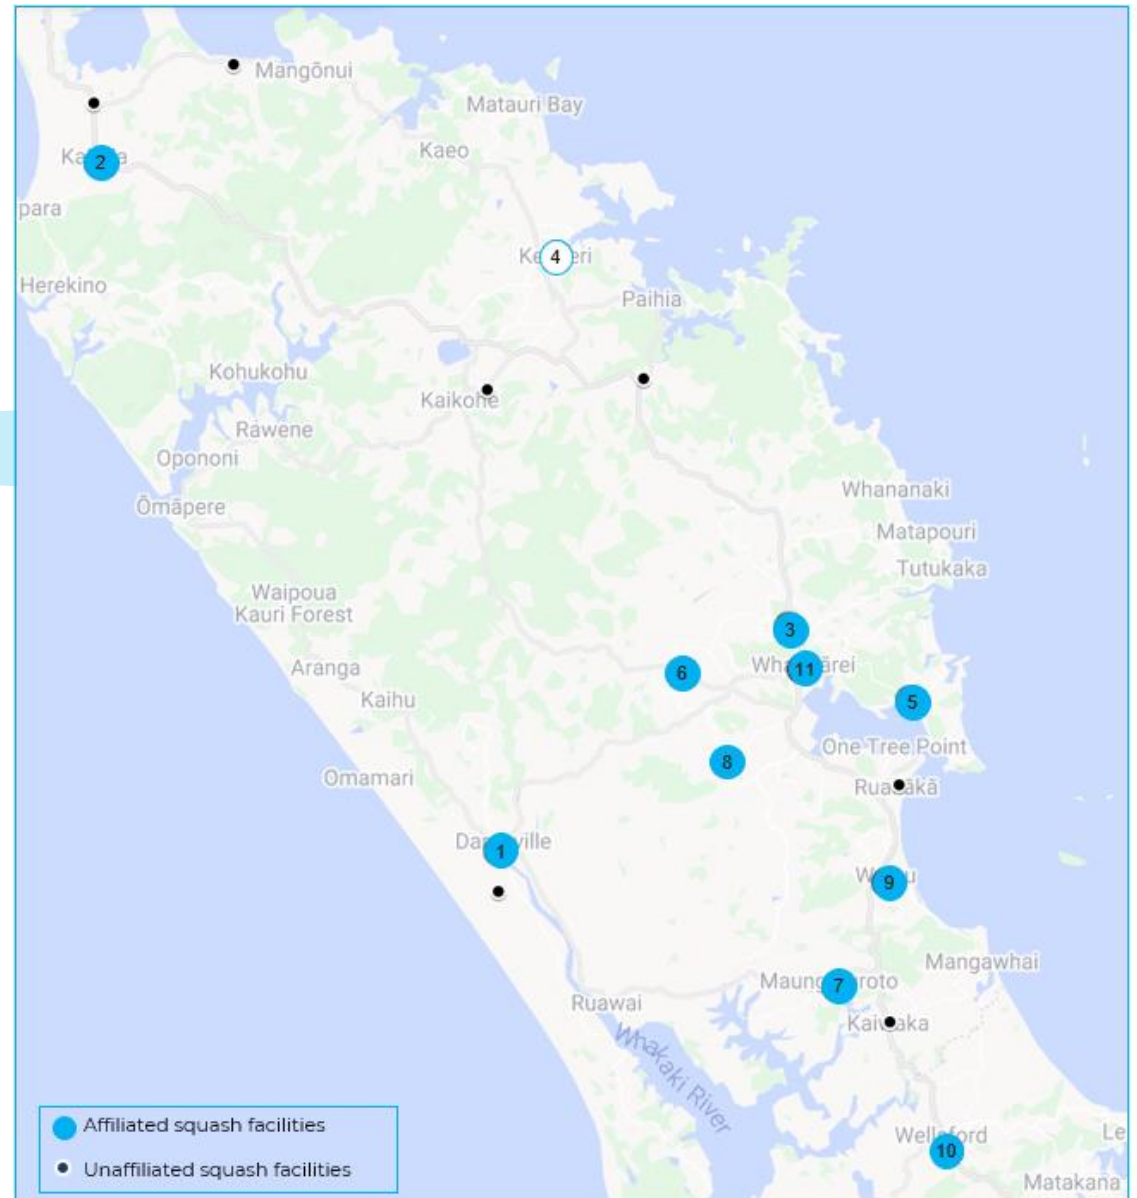 Mangōnui
Matauri Bay
Kaeo
2
para
4
Herekino
Paihia
Kohukohu
Kaikohe
Rawene
Opononi
Ōmāpere
Whananaki
Matapouri
Tutukaka
Waipoua
Kauri Forest
3
Aranga
6
11
Kaihu
5
One Tree Point
8
Omamari
1
9
Mangawhai
7
Ruawai
Whakaki River
10
Le
Matakana
Affiliated squash facilities
Unaffiliated squash facilities